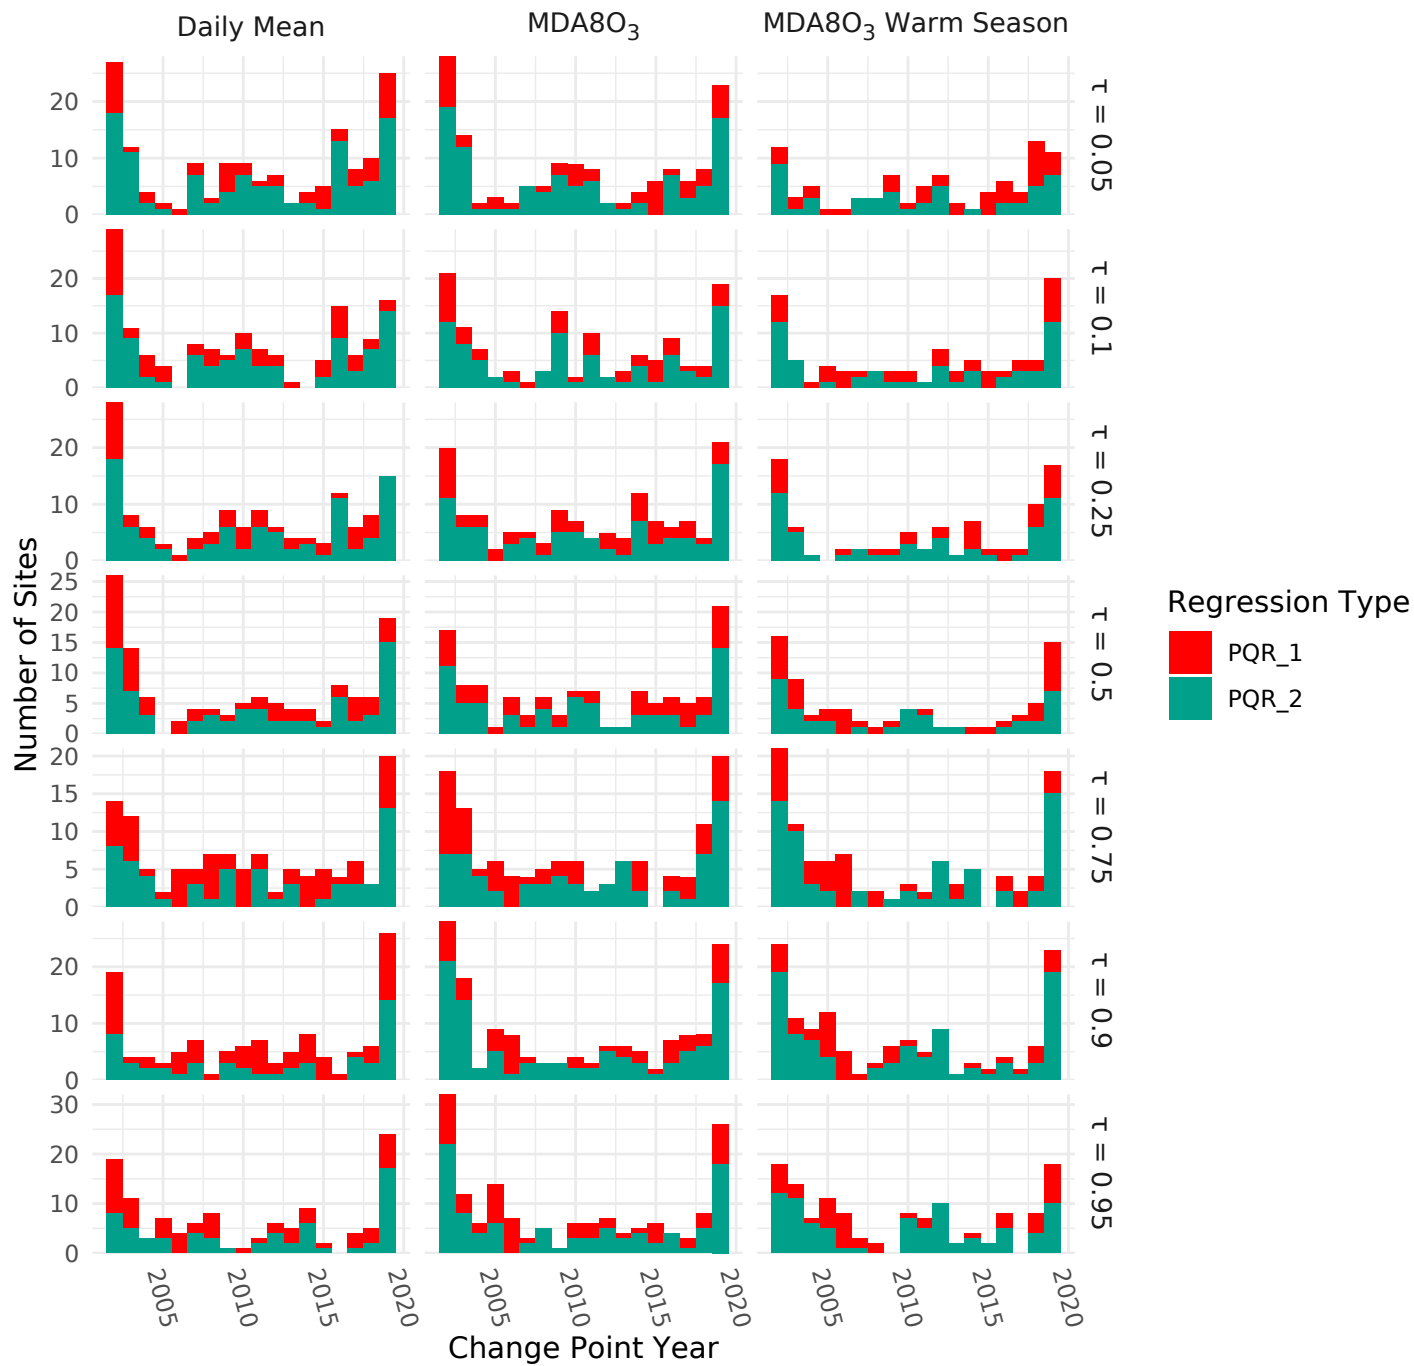 Daily Mean
MDA8O3
MDA8O3 Warm Season
Number of Sites
20
10
0
τ = 0.05
20
10
0
τ = 0.1
20
10
0
τ = 0.25
25
20
15
10
5
0
τ = 0.5
20
15
10
5
0
τ = 0.75
20
10
0
τ = 0.9
30
20
10
0
τ = 0.95
2005
2010
2015
2020
2005
2010
2015
2020
2005
2010
2015
2020
Change Point Year
Regression Type
PQR_1
PQR_2